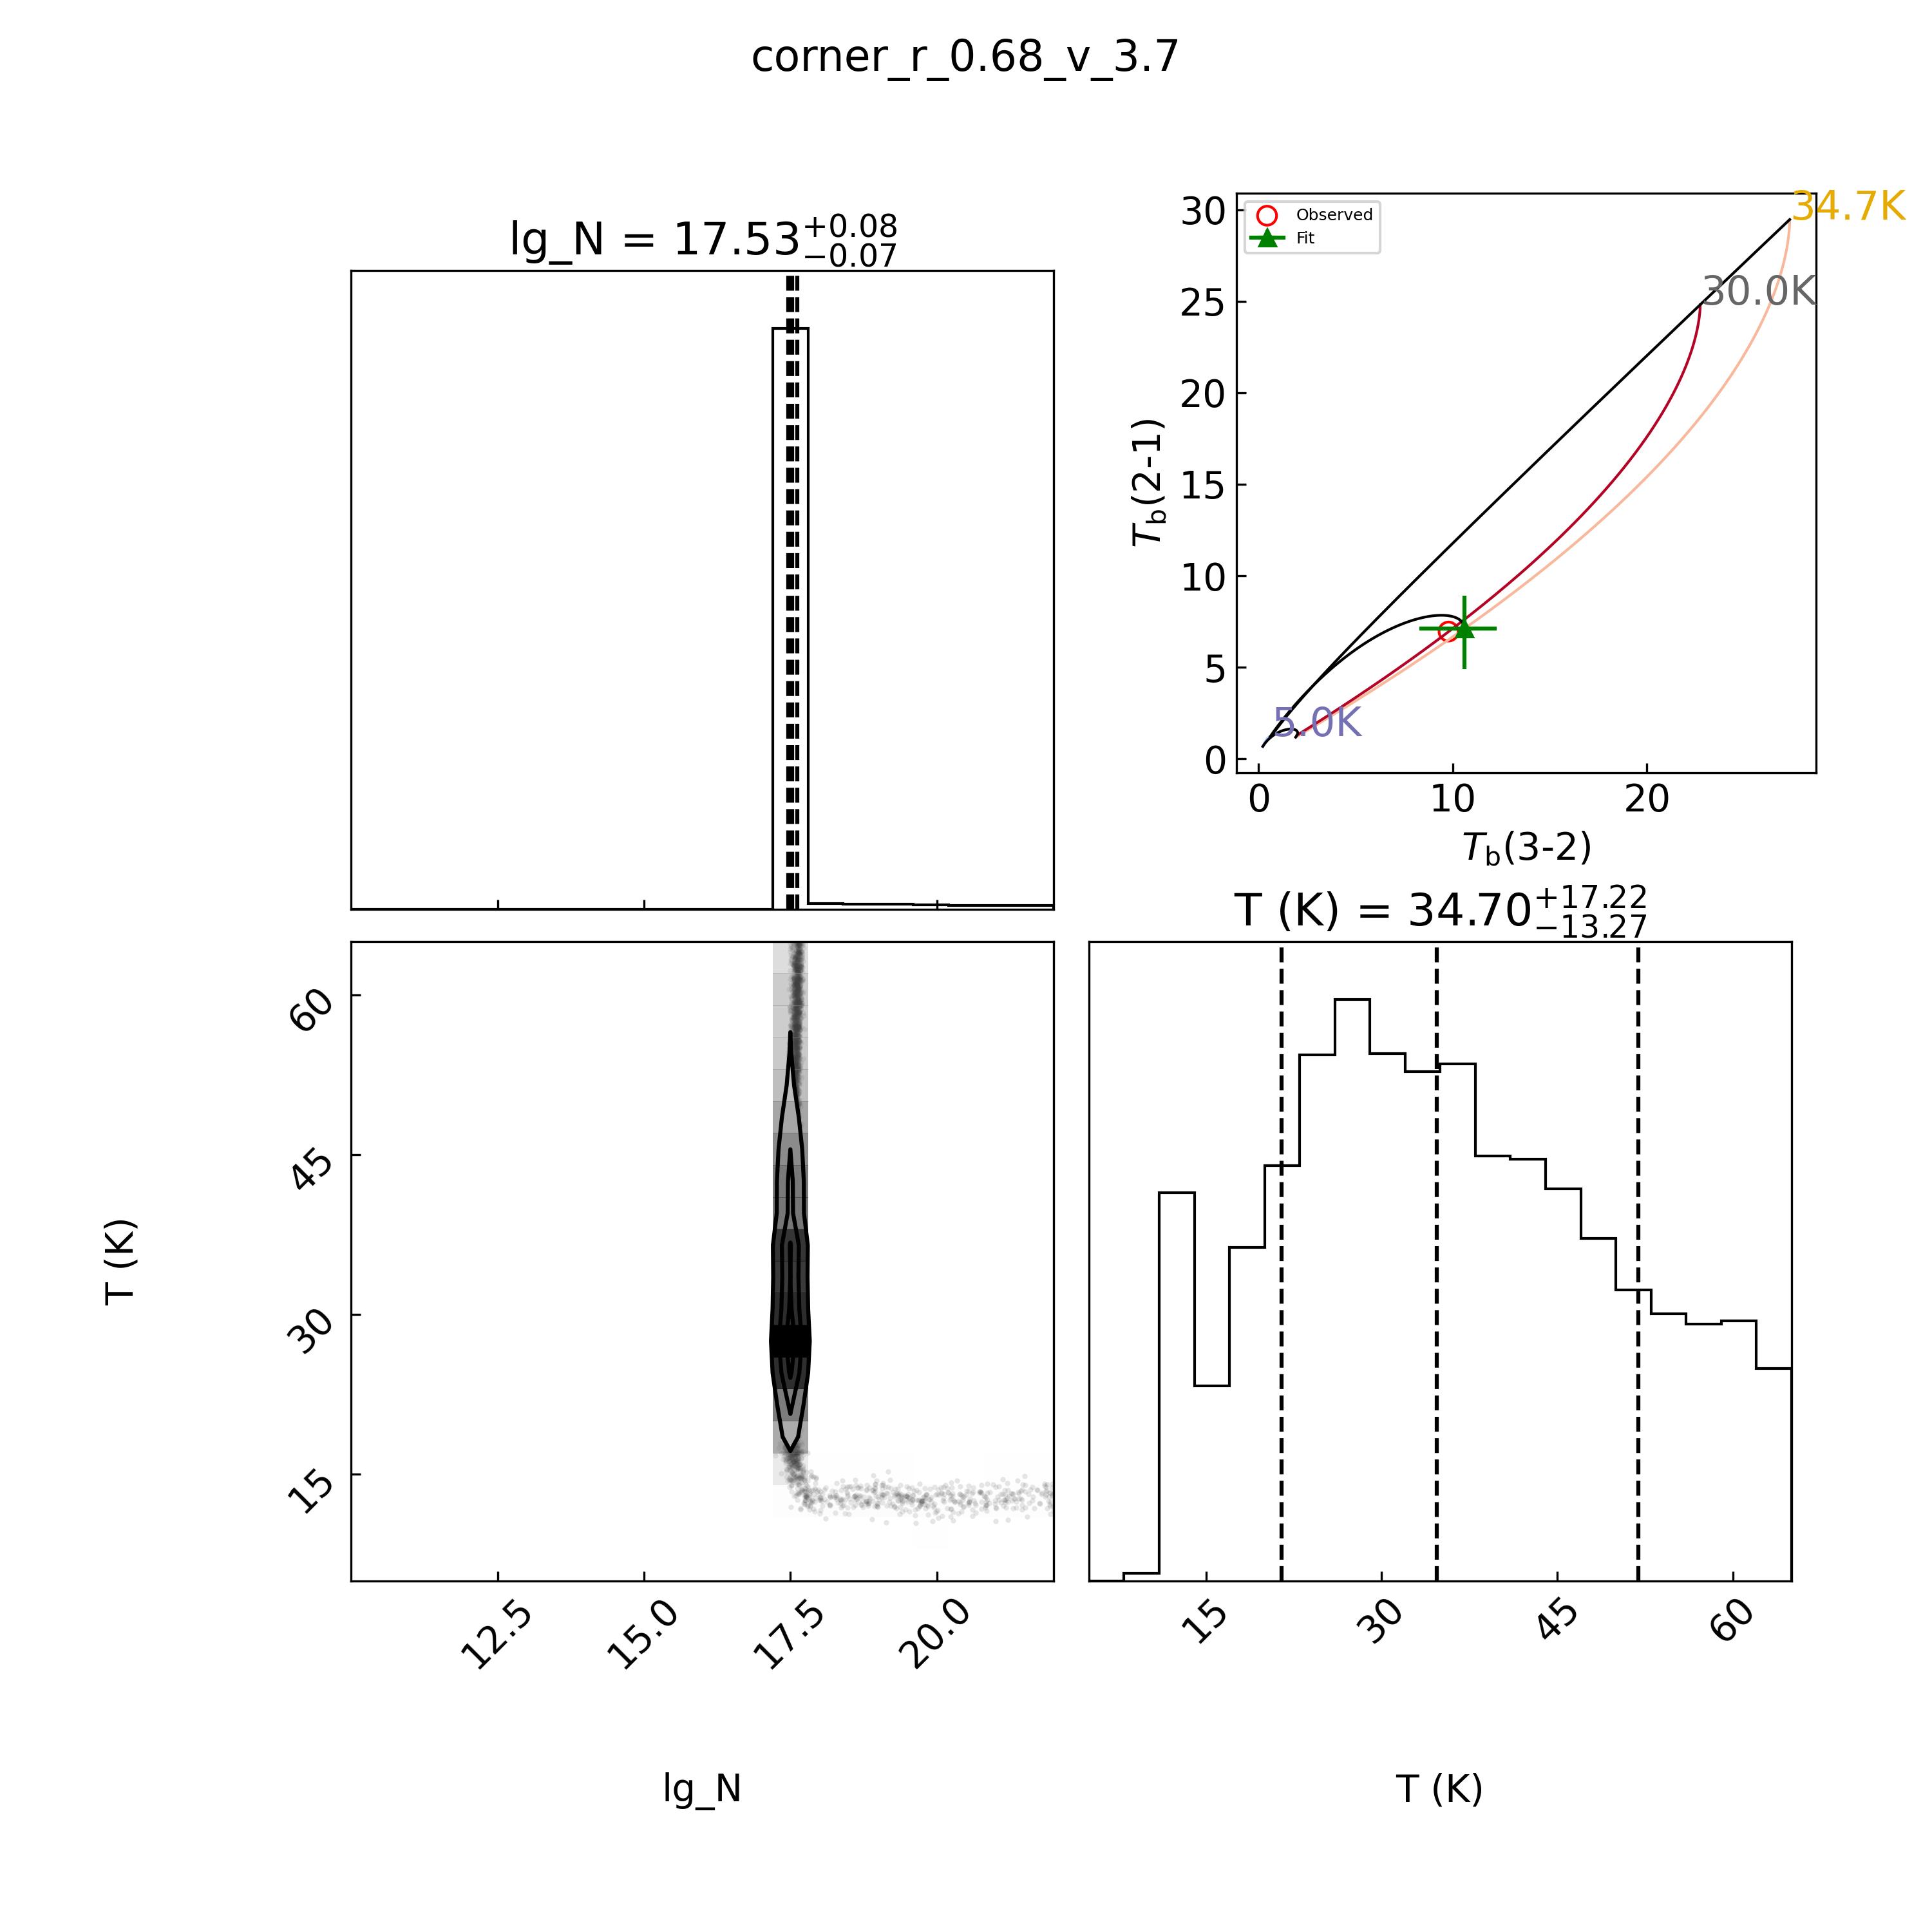 corner_r_0.68_v_3.7
lg_N = 17.53+0.08−0.07
30
25
20
15
10
5
0
Tb(2-1)
Observed
Fit
34.7K
30.0K
5.0K
0 10 20
Tb(3-2)
T (K) = 34.70+17.22−13.27
60
45
30
15
T (K)
12.5 15.0 17.5 20.0
lg_N
15 30 45 60
T (K)